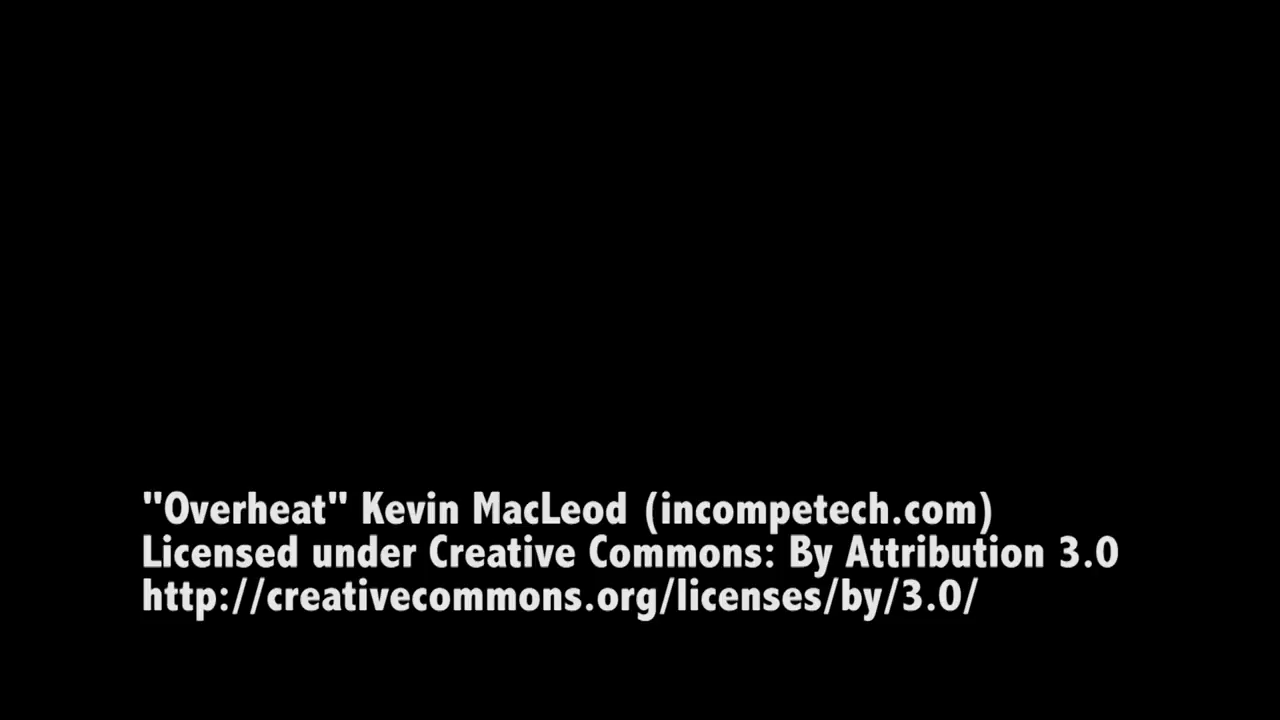 "Overheat" Kevin MacLeod (incompetech.com)
Licensed under Creative Commons: By Attribution 3.0
http://creativecommons.org/licenses/by/3.0/